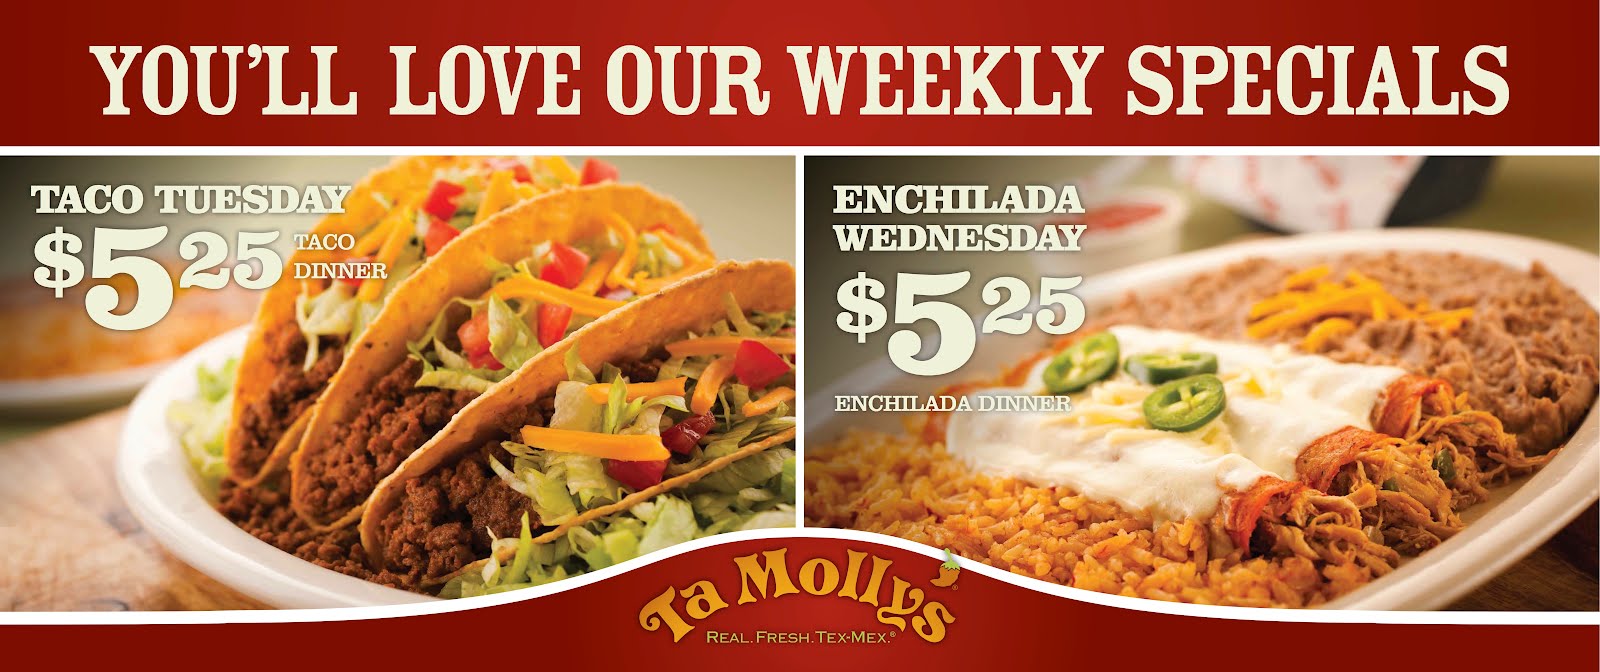 YOU'LL LOVE OUR WEEKLY SPECIALS
TACO TUESDAY
$525 TACO
DINNER
ENCHILADA
WEDNESDAY
$525
ENCHILADA DINNER
Ta Molly's®
REAL.FRESH.TEX-MEX.®